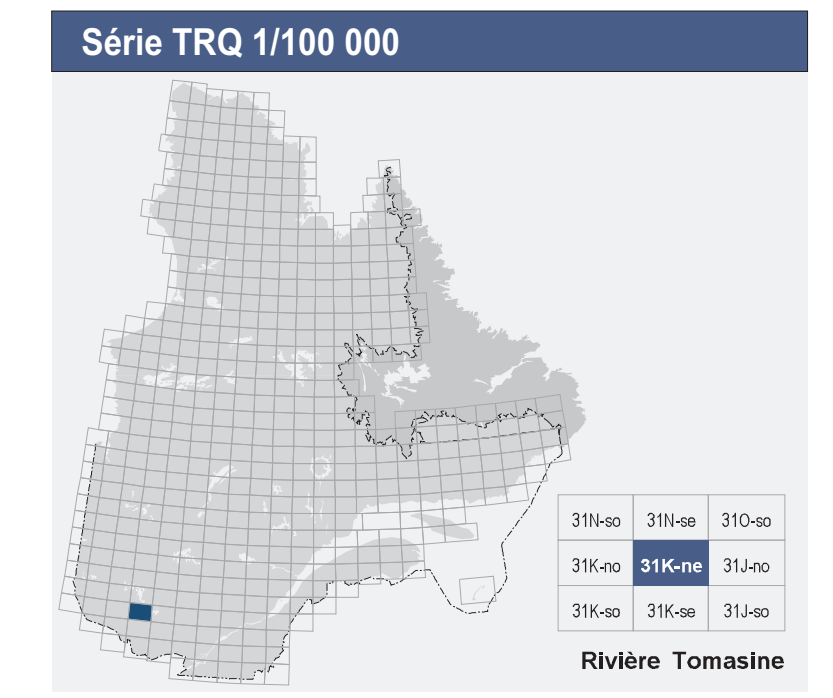 Série TRQ 1/100 000
31N-so 31N-se 31O-so
31K-no 31K-ne 31J-no
31K-so 31K-se 31J-so
Rivière Tomasine